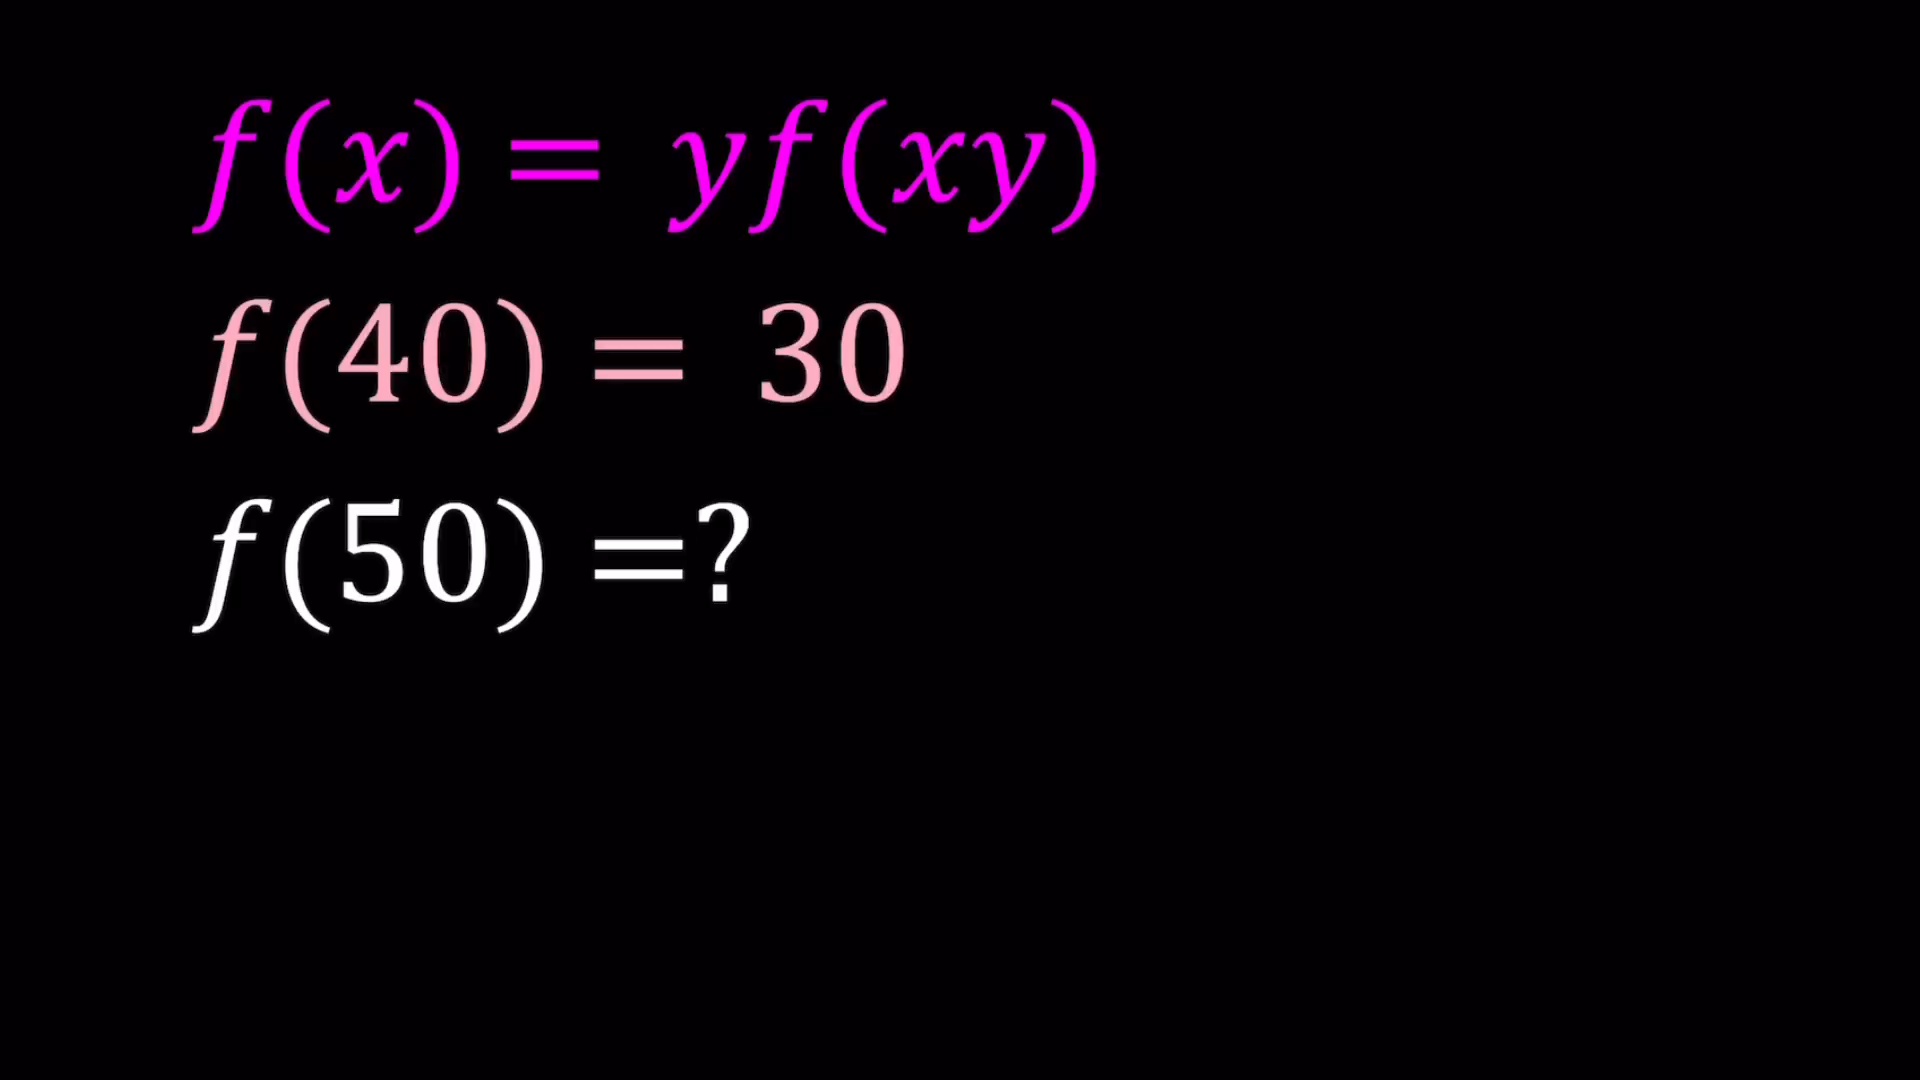 f(x) = yf(xy)
f(40) = 30
f(50) =?